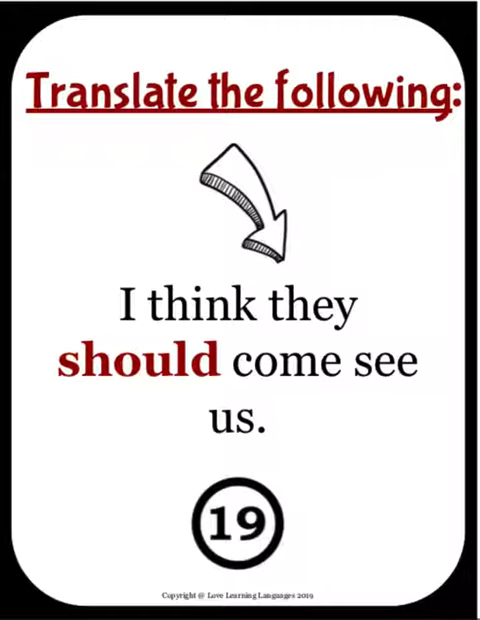 Translate the following:
I think they
should come see
us.
19
Copyright @ Love Learning Languages 2019